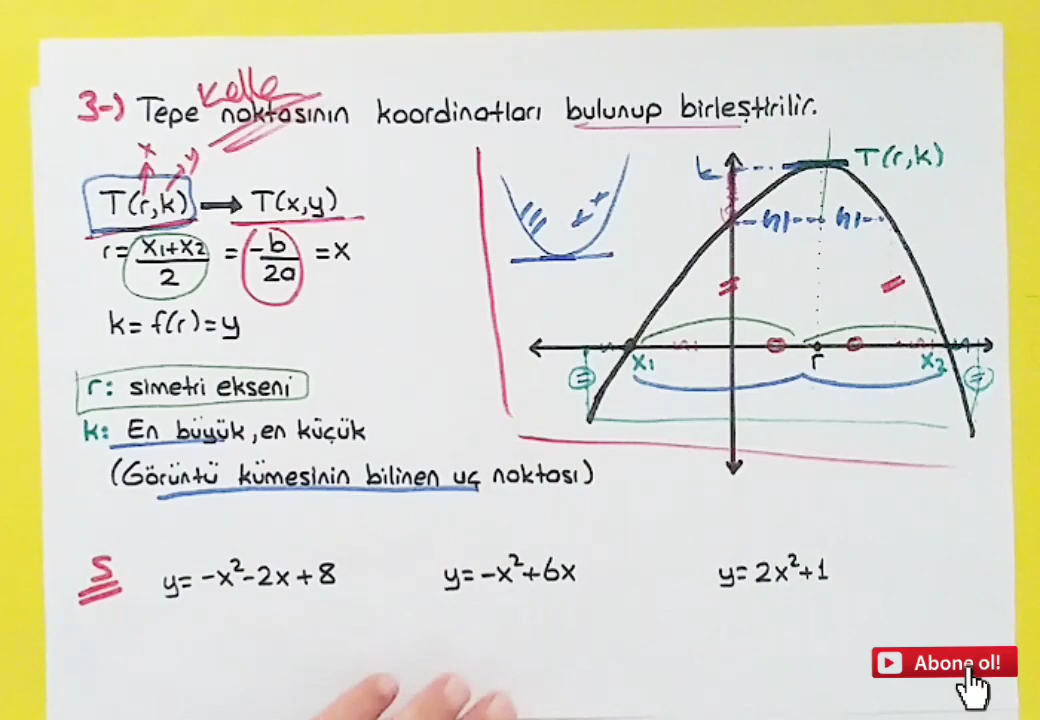 3-) Tepe noktasının koordinatları bulunup birleştirilir.
Kelle
x y
T(r,k) → T(x,y)
r = x₁+x₂/2 = -b/2a = x
k = f(r) = y
r: simetri ekseni
k: En büyük, en küçük
(Görüntü kümesinin bilinen uç noktası)
k
T(r,k)
x₁ r x₂
S
y = -x²-2x+8
y = -x²+6x
y = 2x²+1
Abone ol!